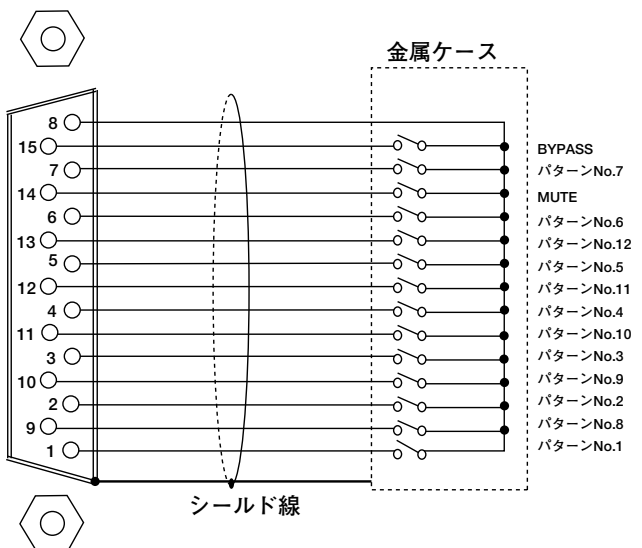 金属ケース
8
15
7
14
6
13
5
12
4
11
3
10
2
9
1
BYPASS
パターンNo.7
MUTE
パターンNo.6
パターンNo.12
パターンNo.5
パターンNo.11
パターンNo.4
パターンNo.10
パターンNo.3
パターンNo.9
パターンNo.2
パターンNo.8
パターンNo.1
シールド線